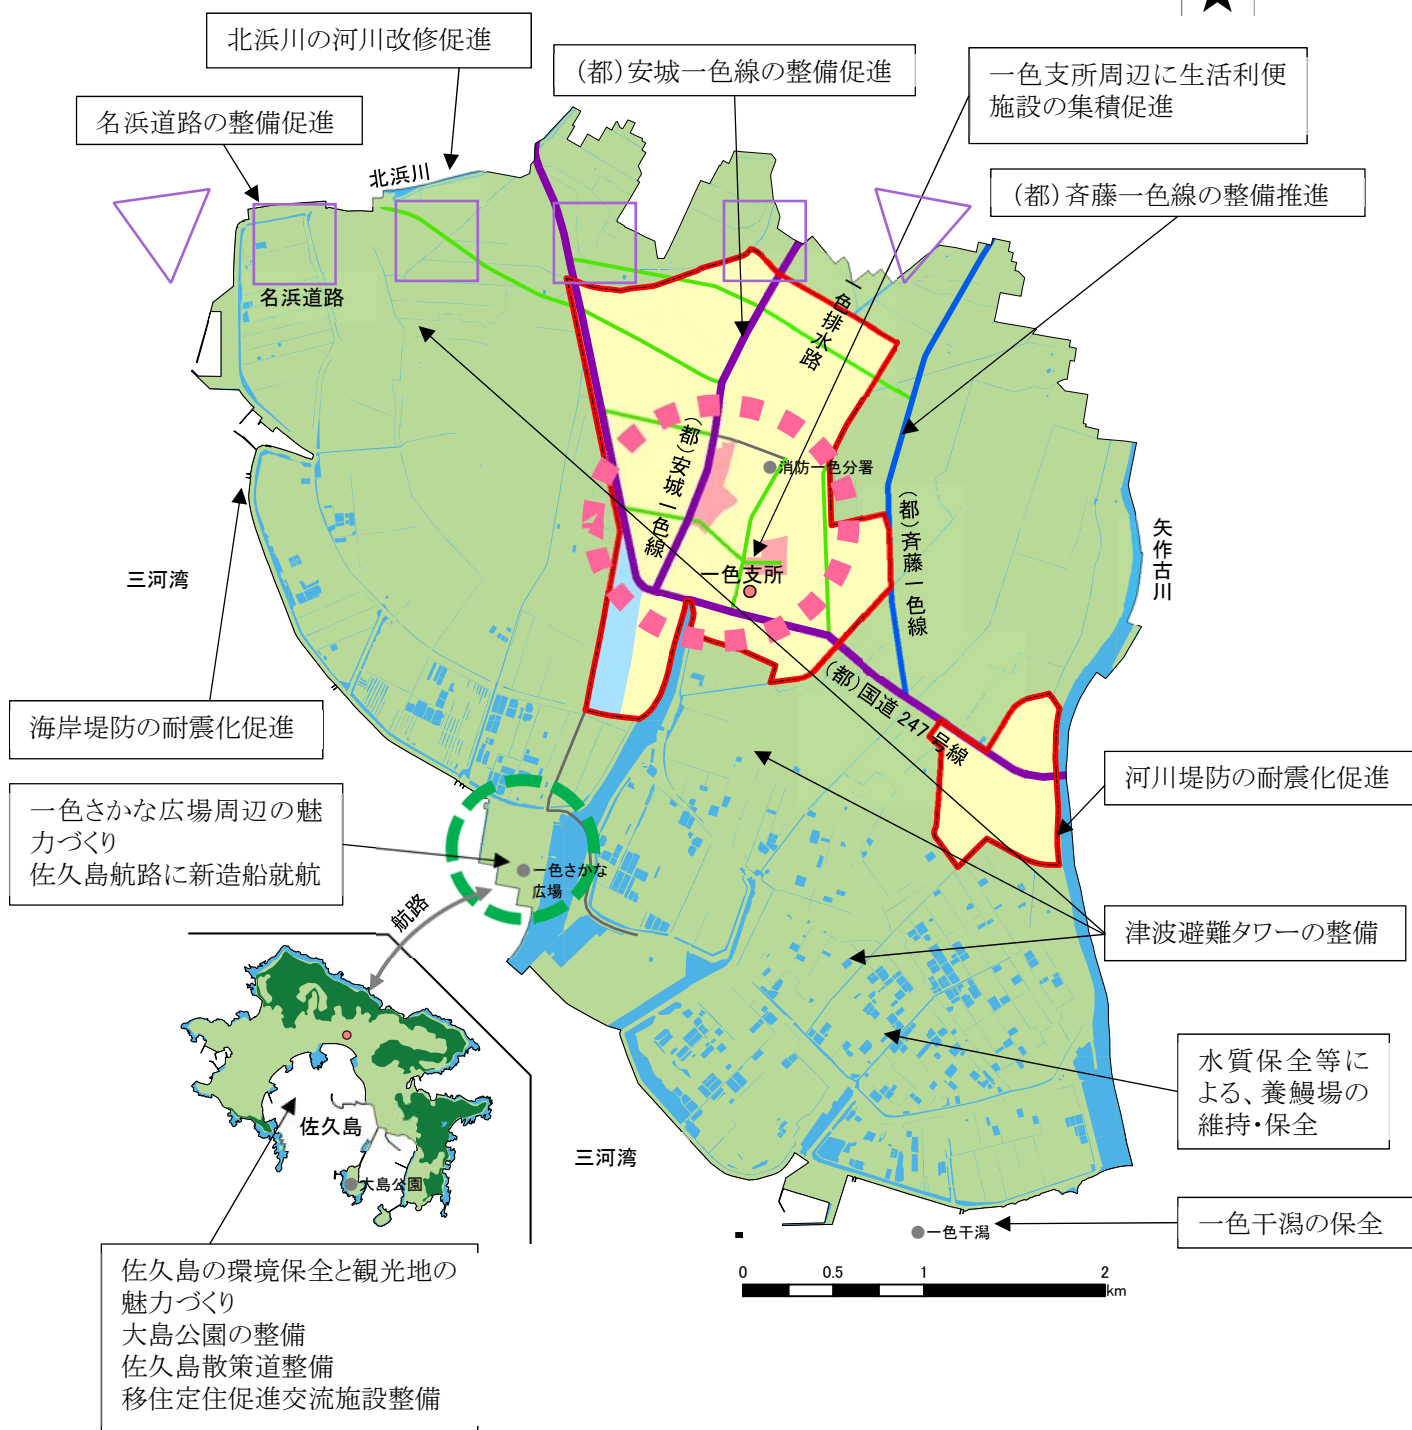 北浜川の河川改修促進
(都)安城一色線の整備促進
一色支所周辺に生活利便
施設の集積促進
名浜道路の整備促進
北浜川
(都)斉藤一色線の整備推進
名浜道路
一色排水路
(都)安城一色線
消防一色分署
(都)斉藤一色線
矢作古川
三河湾
一色支所
(都)国道247号線
海岸堤防の耐震化促進
河川堤防の耐震化促進
一色さかな広場周辺の魅
力づくり
佐久島航路に新造船就航
一色さかな
広場
航路
津波避難タワーの整備
水質保全等に
よる、養鰻場の
維持・保全
佐久島
三河湾
大島公園
一色干潟
一色干潟の保全
佐久島の環境保全と観光地の
魅力づくり
大島公園の整備
佐久島散策道整備
移住定住促進交流施設整備
0 0.5 1 2
km